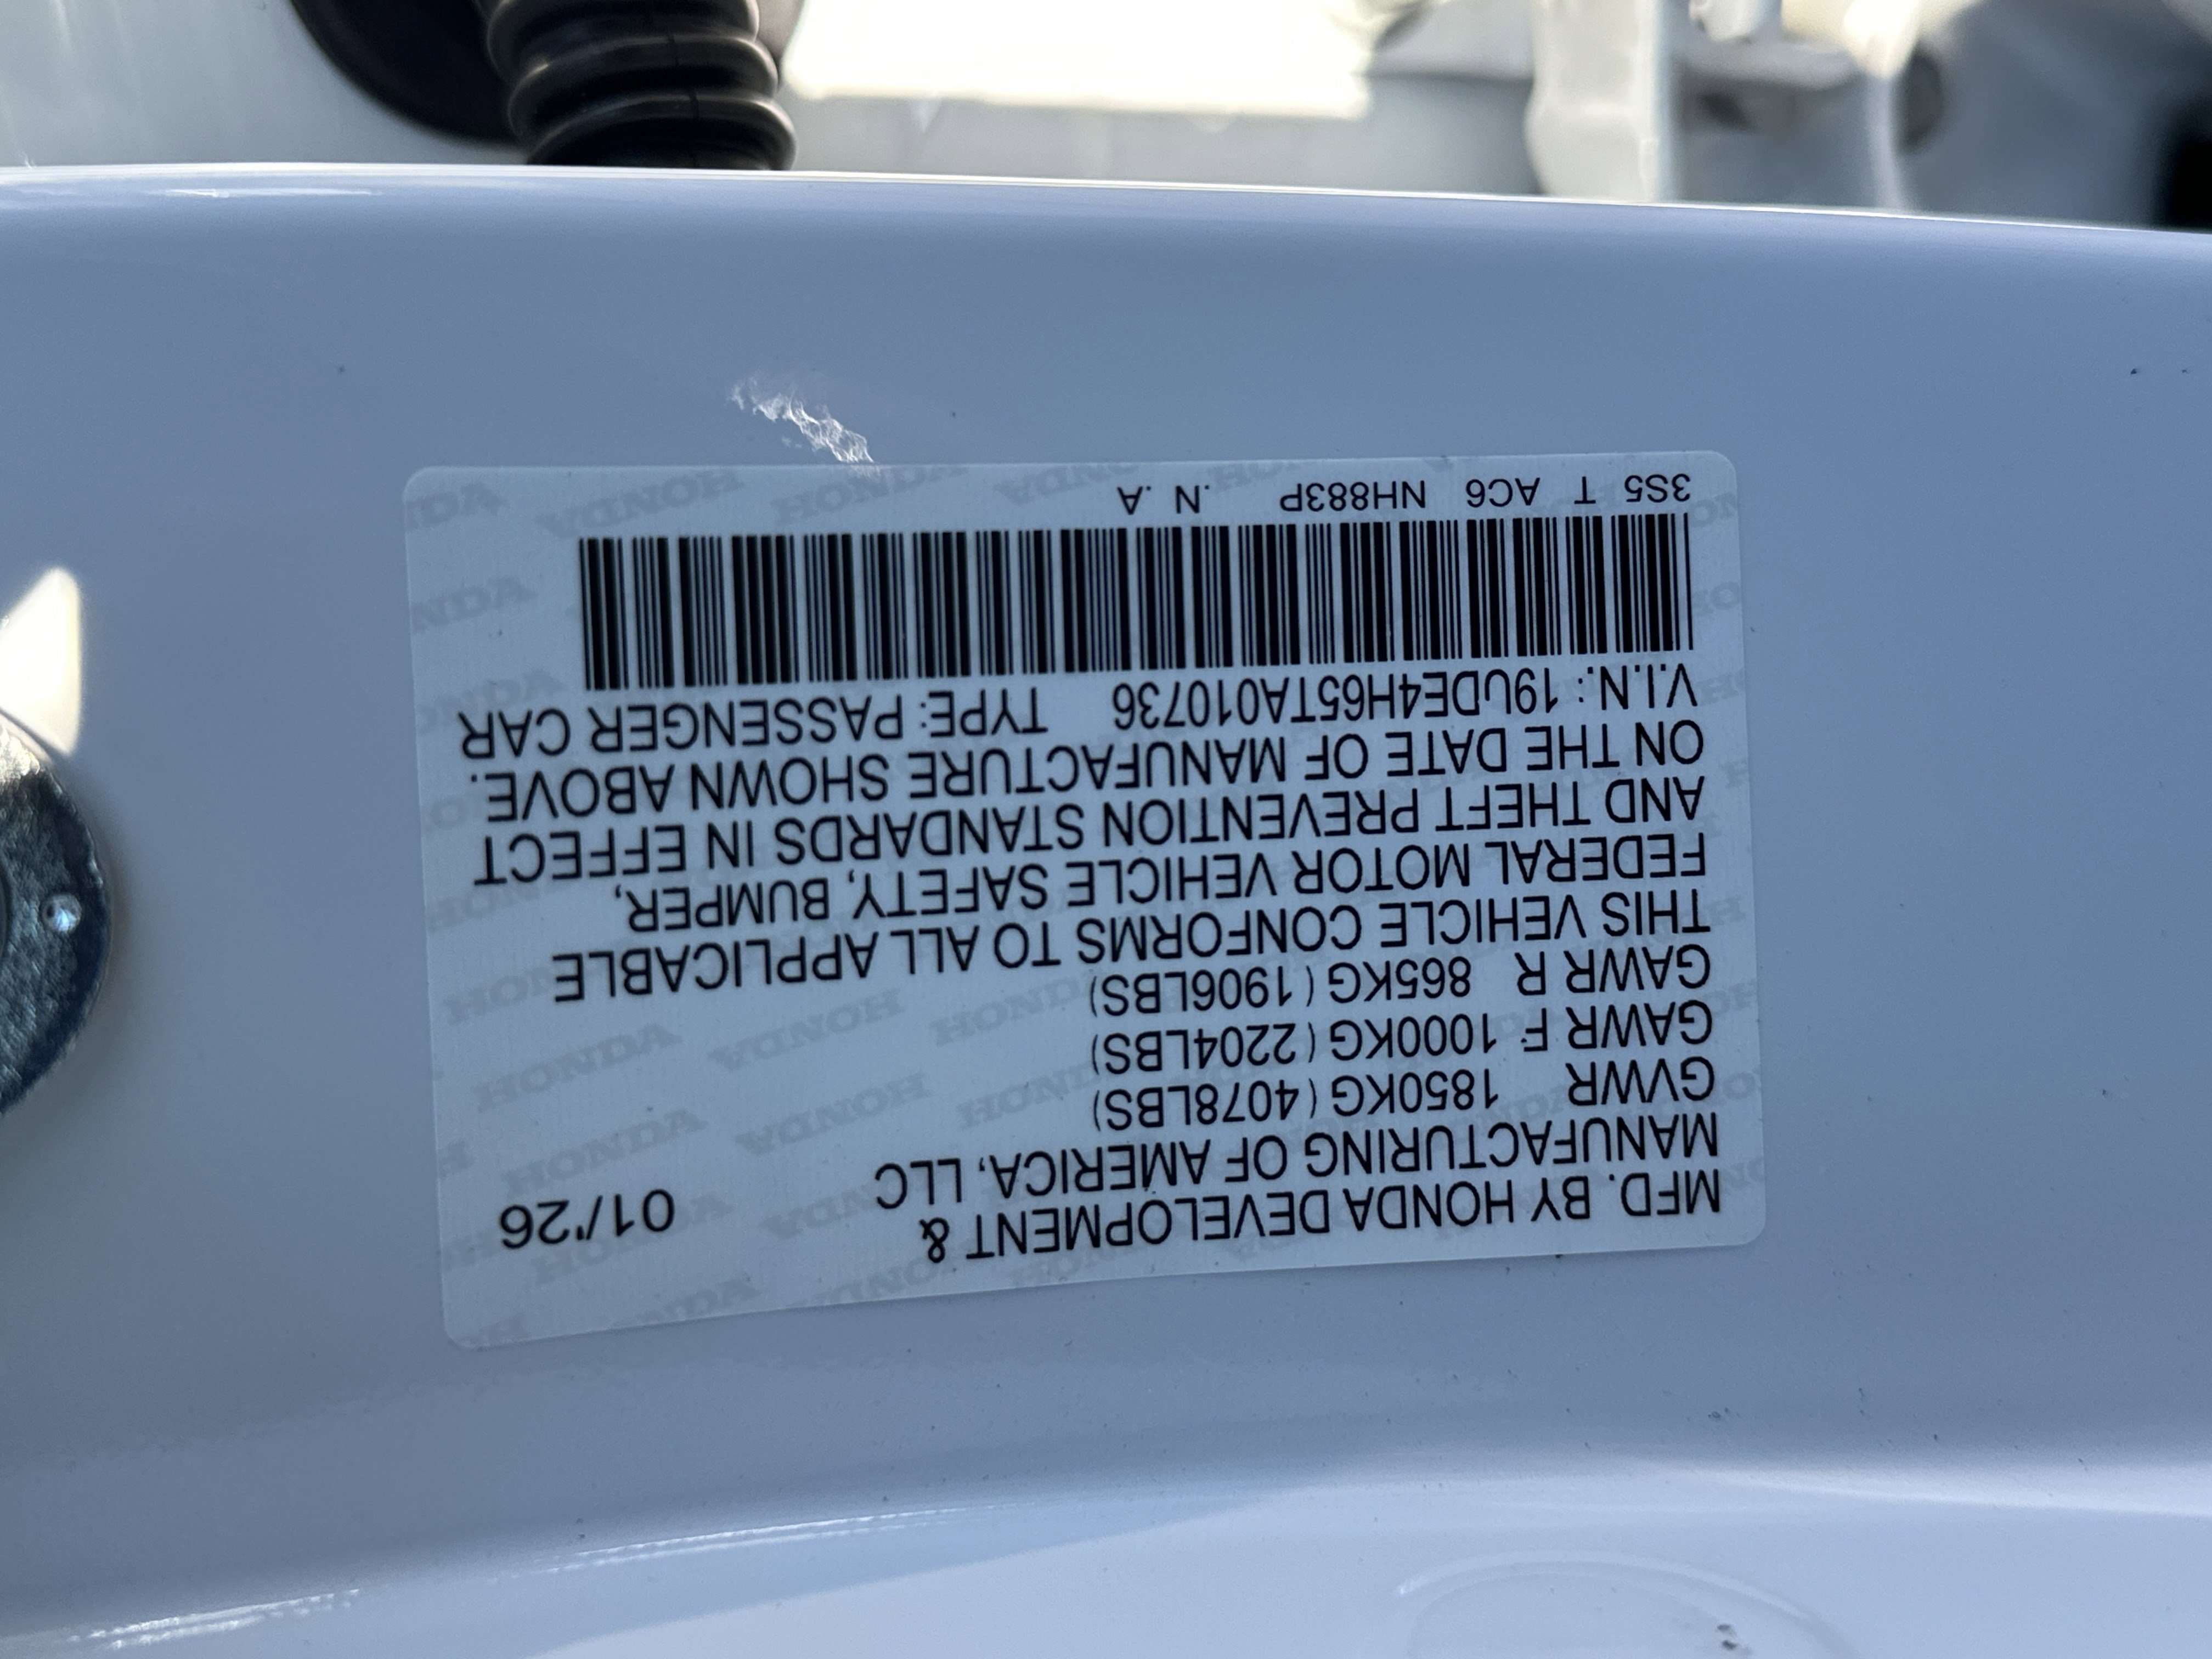 MFD. BY HONDA DEVELOPMENT &
MANUFACTURING OF AMERICA, LLC 01/'26
GVWR 1850KG (4078LBS)
GAWR F 1000KG (2204LBS)
GAWR R 865KG (1906LBS)
THIS VEHICLE CONFORMS TO ALL APPLICABLE
FEDERAL MOTOR VEHICLE SAFETY, BUMPER,
AND THEFT PREVENTION STANDARDS IN EFFECT
ON THE DATE OF MANUFACTURE SHOWN ABOVE.
V.I.N.: 19UDE4H65TA010736 TYPE: PASSENGER CAR
3S5 T AC6 NH883P .N .A
HONDA